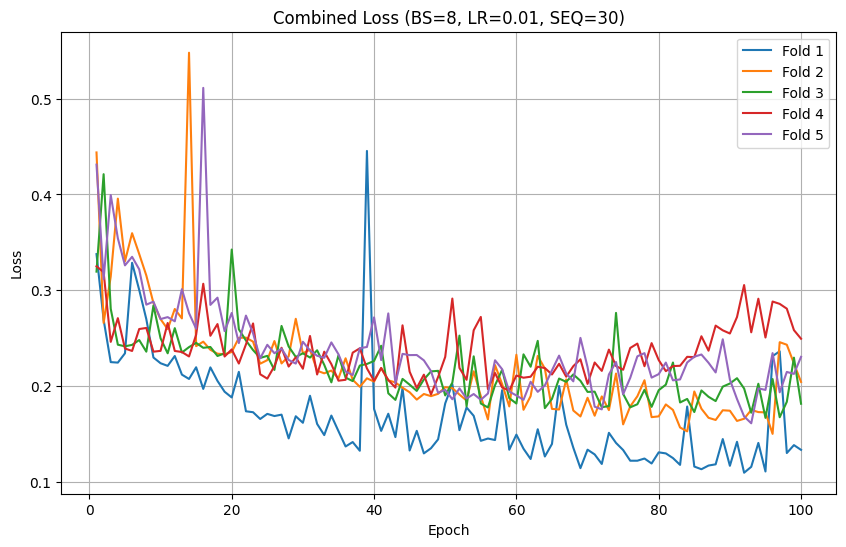 Combined Loss (BS=8, LR=0.01, SEQ=30)
Fold 1
Fold 2
Fold 3
Fold 4
Fold 5
Loss
0.5
0.4
0.3
0.2
0.1
0 20 40 60 80 100
Epoch